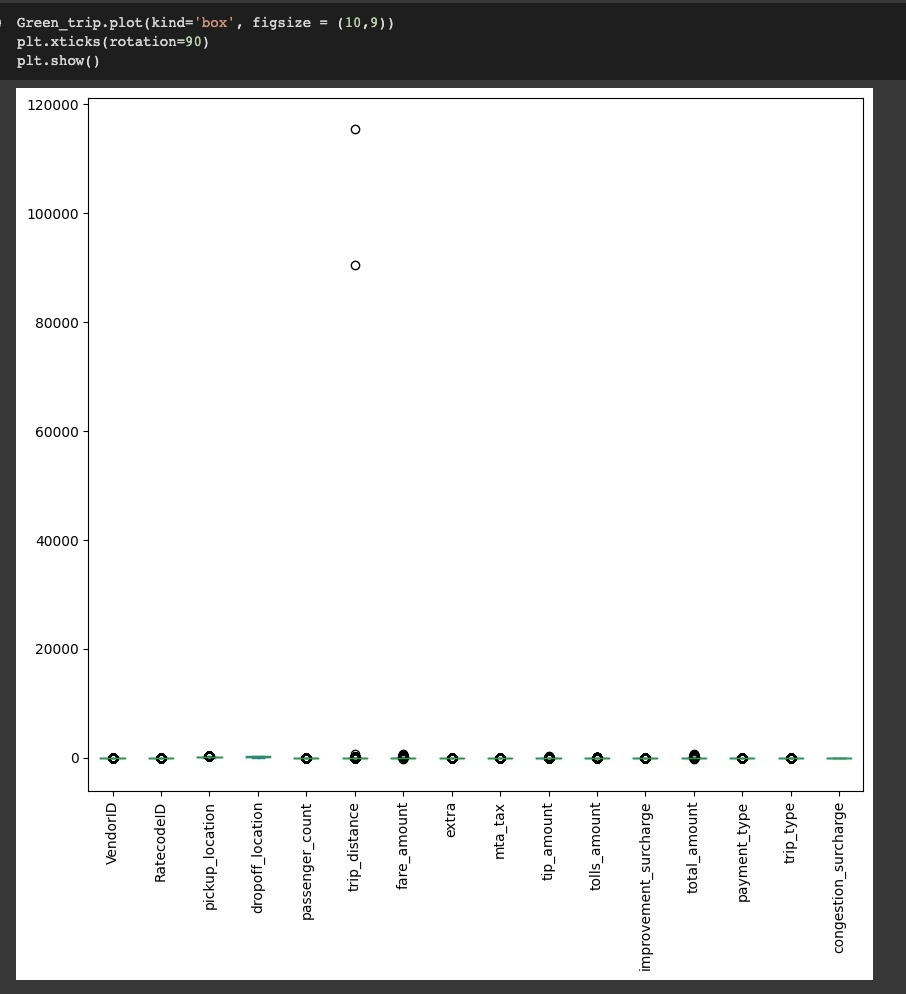 Green_trip.plot(kind='box', figsize = (10,9))
plt.xticks(rotation=90)
plt.show()
120000
100000
80000
60000
40000
20000
0
VendorID
RatecodeID
pickup_location
dropoff_location
passenger_count
trip_distance
fare_amount
extra
mta_tax
tip_amount
tolls_amount
improvement_surcharge
total_amount
payment_type
trip_type
congestion_surcharge